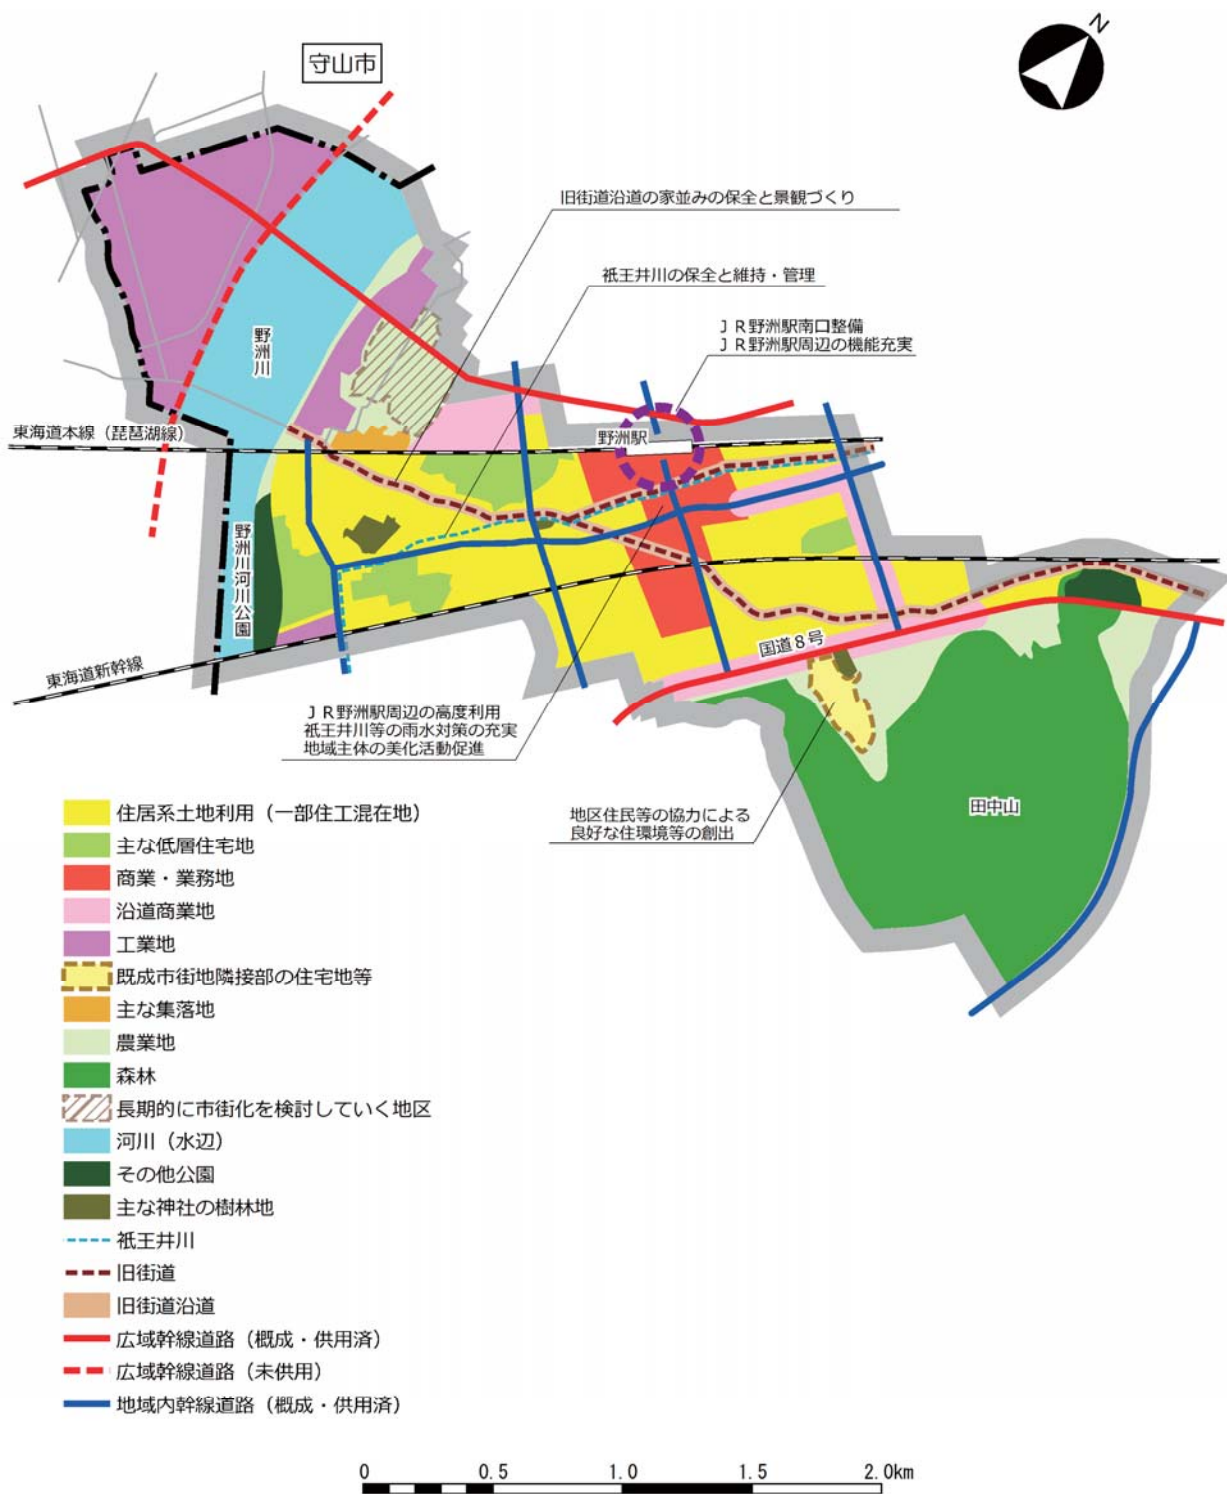 N
守山市
旧街道沿道の家並みの保全と景観づくり
祇王井川の保全と維持・管理
ＪＲ野洲駅南口整備
ＪＲ野洲駅周辺の機能充実
野洲川
東海道本線（琵琶湖線）
野洲駅
野洲川河川公園
国道８号
東海道新幹線
ＪＲ野洲駅周辺の高度利用
祇王井川等の雨水対策の充実
地域主体の美化活動促進
地区住民等の協力による
良好な住環境等の創出
田中山
住居系土地利用（一部住工混在地）
主な低層住宅地
商業・業務地
沿道商業地
工業地
既成市街地隣接部の住宅地等
主な集落地
農業地
森林
長期的に市街化を検討していく地区
河川（水辺）
その他公園
主な神社の樹林地
祇王井川
旧街道
旧街道沿道
広域幹線道路（概成・供用済）
広域幹線道路（未供用）
地域内幹線道路（概成・供用済）
0 0.5 1.0 1.5 2.0km